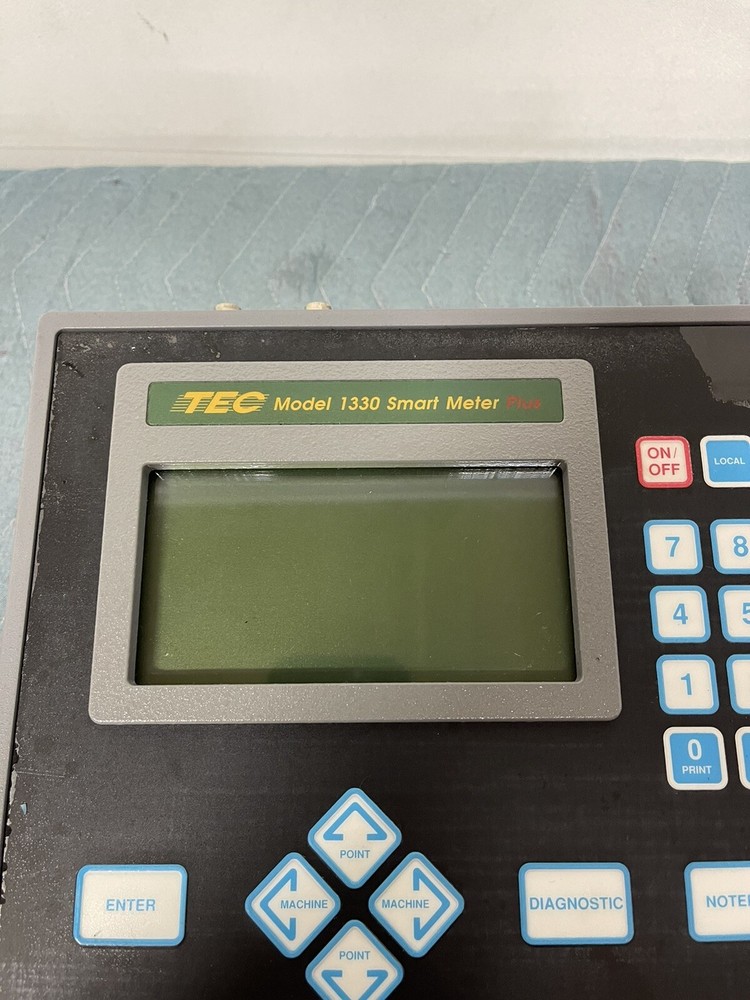 TEC Model 1330 Smart Meter Plus
ON/
OFF
LOCAL
7
8
4
5
1
0
PRINT
POINT
ENTER
MACHINE
MACHINE
DIAGNOSTIC
NOTE
POINT